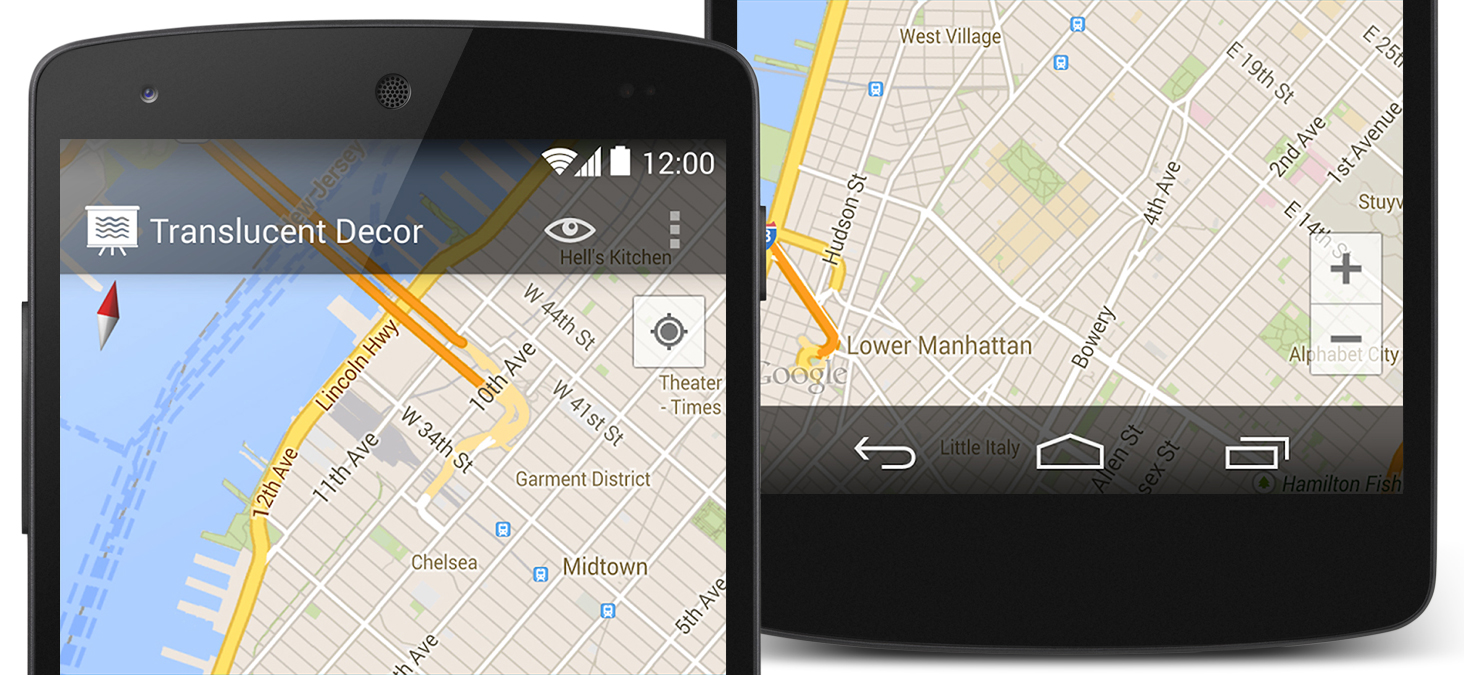 12:00
Translucent Decor
New Jersey
Hell's Kitchen
W 44th St
Lincoln Hwy
10th Ave
Theater
- Times
W 41st St
W 34th St
11th Ave
12th Ave
Garment District
Chelsea
Midtown
5th Ave
th Ave
West Village
E 25th
E 19th St
2nd Ave
1st Avenue
4th Ave
Hudson St
Stuyv
E 14th St
+
−
Bowery
Lower Manhattan
Alphabet City
Google
Little Italy
Allen St
sex St
Hamilton Fish